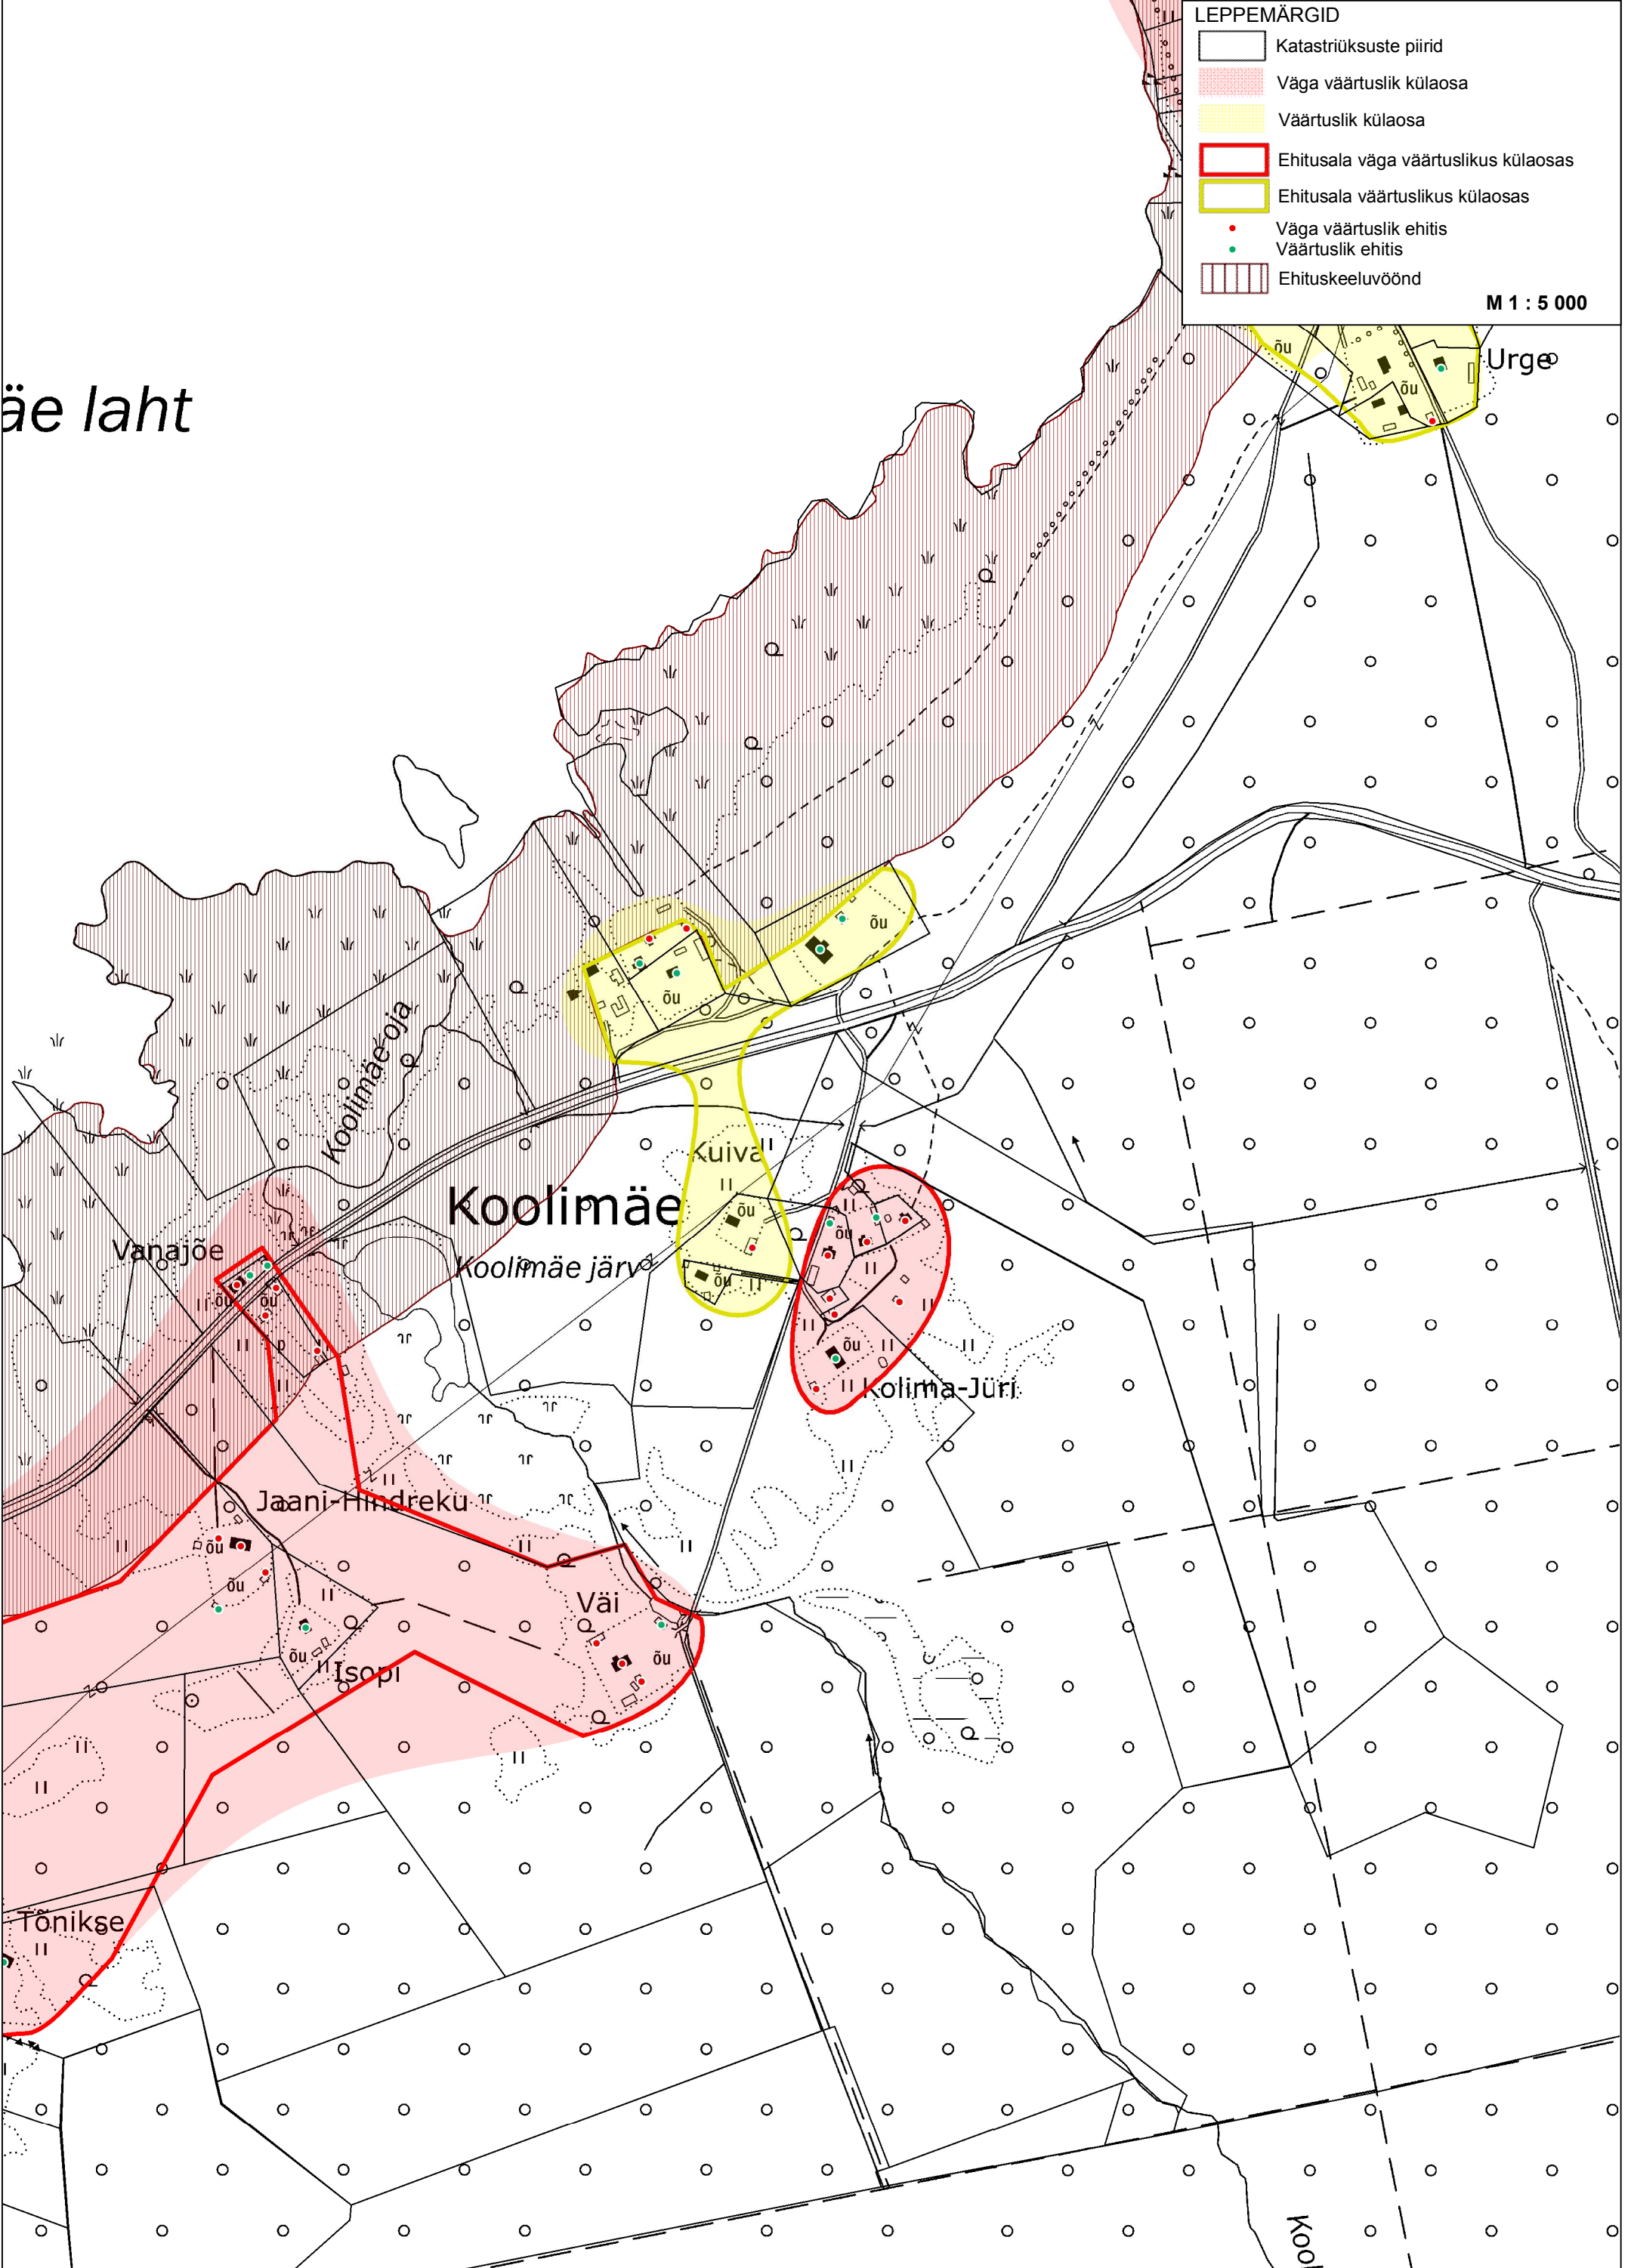 LEPPEMÄRGID
Katastriüksuste piirid
Väga väärtuslik külaosa
Väärtuslik külaosa
Ehitusala väga väärtuslikus külaosas
Ehitusala väärtuslikus külaosas
Väga väärtuslik ehitis
Väärtuslik ehitis
Ehituskeeluvöönd
M 1 : 5 000
õu
Urge
õu
äe laht
õu
õu
Koolimäe oja
Kuiva
Koolimäe
õu
õu
Vanajõe
Koolimäe järv
õu
õu
õu
õu
Kolima-Jüri
Jaani-Hindreku
õu
õu
Väi
õu
õu
Isopi
Tõnikse
Kool